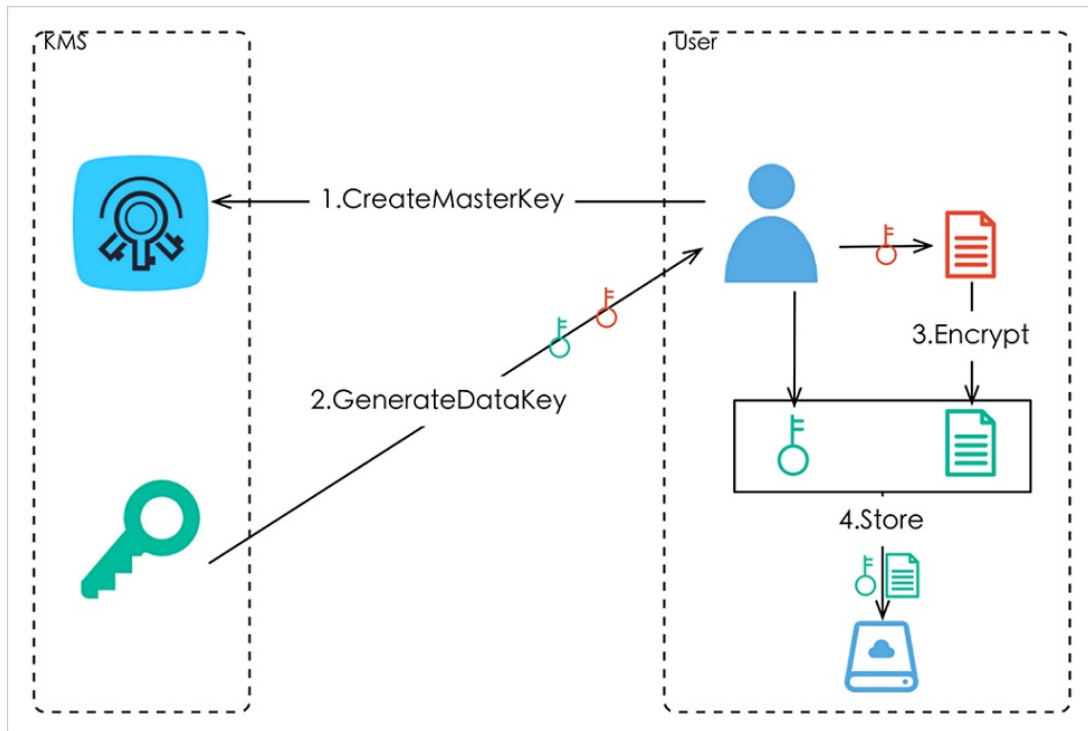 KMS
User
1.CreateMasterKey
3.Encrypt
2.GenerateDataKey
4.Store